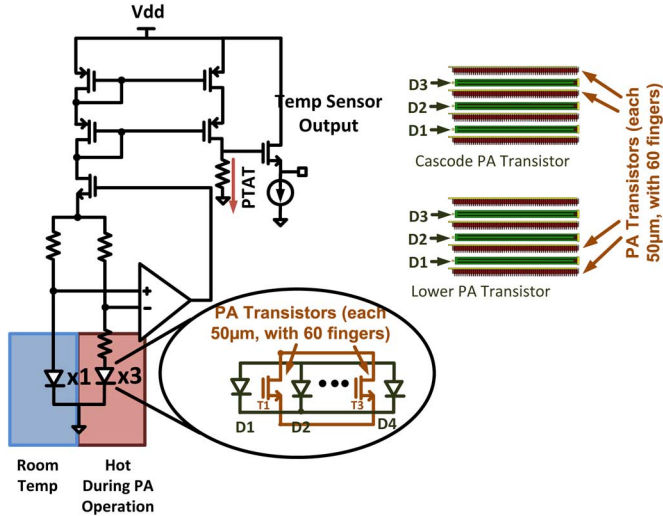 Vdd
Temp Sensor
Output
PTAT
+
−
x1
x3
Room
Temp
Hot
During PA
Operation
PA Transistors (each
50µm, with 60 fingers)
T1
T3
D1
D2
D4
D3
D2
D1
Cascode PA Transistor
D3
D2
D1
Lower PA Transistor
PA Transistors (each
50µm, with 60 fingers)